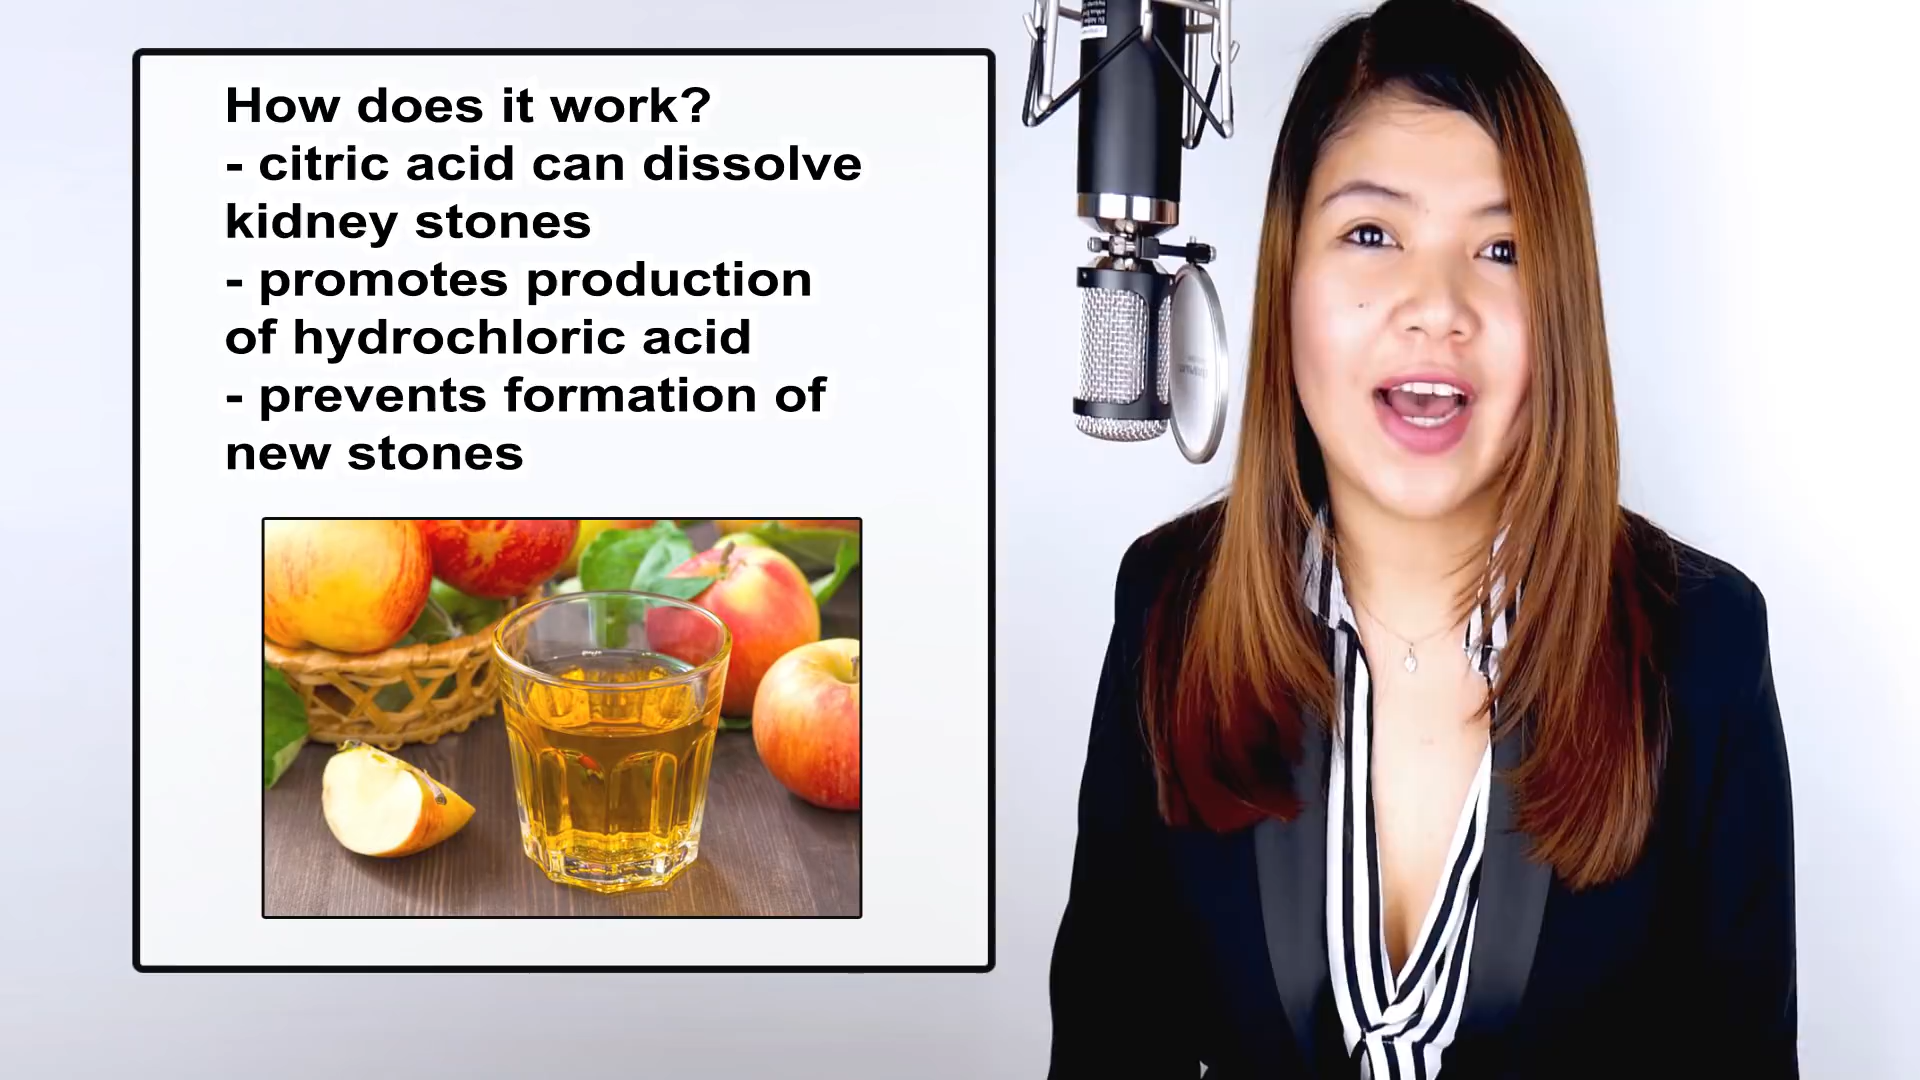 How does it work?
- citric acid can dissolve
kidney stones
- promotes production
of hydrochloric acid
- prevents formation of
new stones